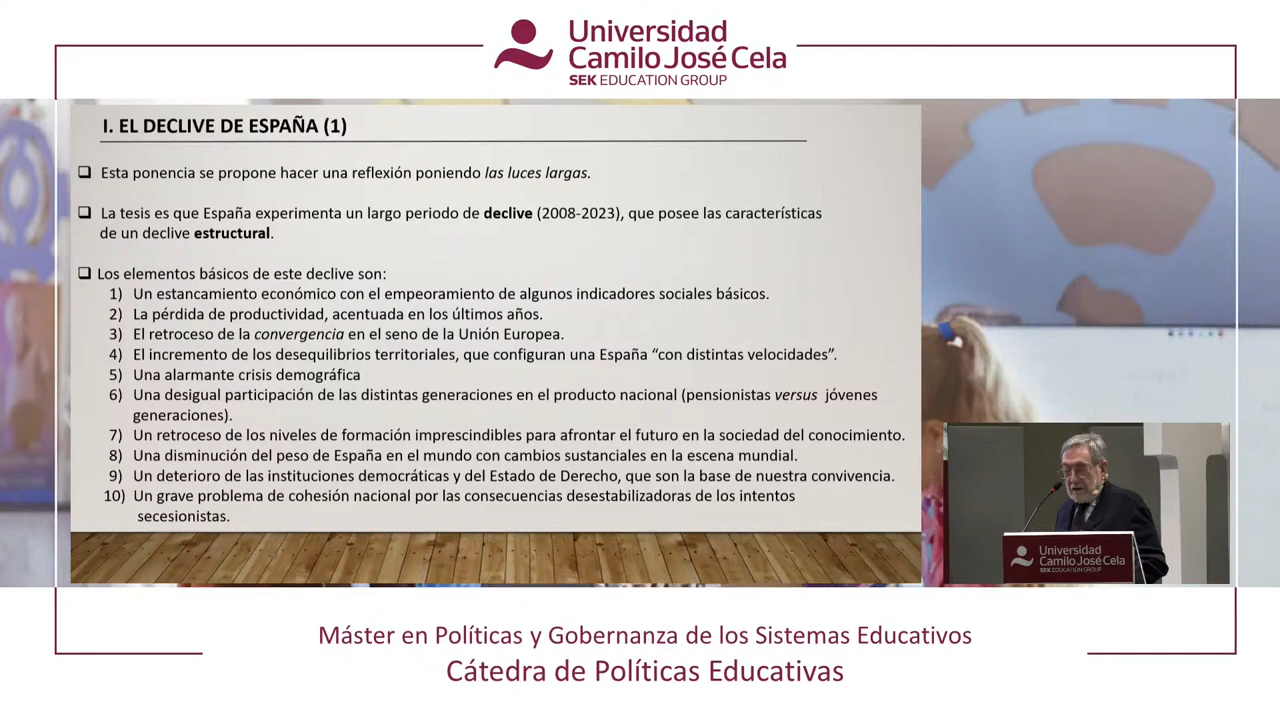 Universidad
Camilo José Cela
SEK EDUCATION GROUP
I. EL DECLIVE DE ESPAÑA (1)
Esta ponencia se propone hacer una reflexión poniendo las luces largas.
La tesis es que España experimenta un largo periodo de declive (2008-2023), que posee las características
de un declive estructural.
Los elementos básicos de este declive son:
1) Un estancamiento económico con el empeoramiento de algunos indicadores sociales básicos.
2) La pérdida de productividad, acentuada en los últimos años.
3) El retroceso de la convergencia en el seno de la Unión Europea.
4) El incremento de los desequilibrios territoriales, que configuran una España “con distintas velocidades”.
5) Una alarmante crisis demográfica
6) Una desigual participación de las distintas generaciones en el producto nacional (pensionistas versus jóvenes
generaciones).
7) Un retroceso de los niveles de formación imprescindibles para afrontar el futuro en la sociedad del conocimiento.
8) Una disminución del peso de España en el mundo con cambios sustanciales en la escena mundial.
9) Un deterioro de las instituciones democráticas y del Estado de Derecho, que son la base de nuestra convivencia.
10) Un grave problema de cohesión nacional por las consecuencias desestabilizadoras de los intentos
secesionistas.
Universidad
Camilo José Cela
SEK EDUCATION GROUP
Máster en Políticas y Gobernanza de los Sistemas Educativos
Cátedra de Políticas Educativas